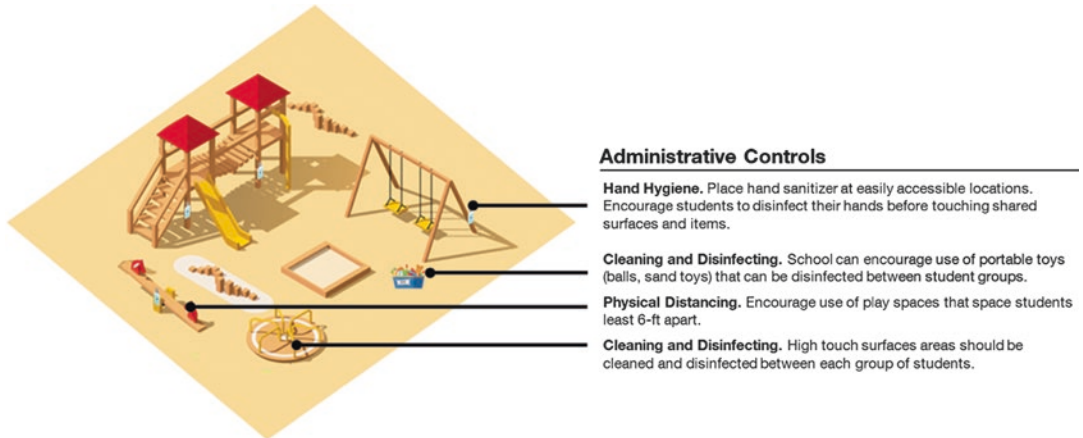 Administrative Controls
Hand Hygiene. Place hand sanitizer at easily accessible locations.
Encourage students to disinfect their hands before touching shared
surfaces and items.
Cleaning and Disinfecting. School can encourage use of portable toys
(balls, sand toys) that can be disinfected between student groups.
Physical Distancing. Encourage use of play spaces that space students
least 6-ft apart.
Cleaning and Disinfecting. High touch surfaces areas should be
cleaned and disinfected between each group of students.